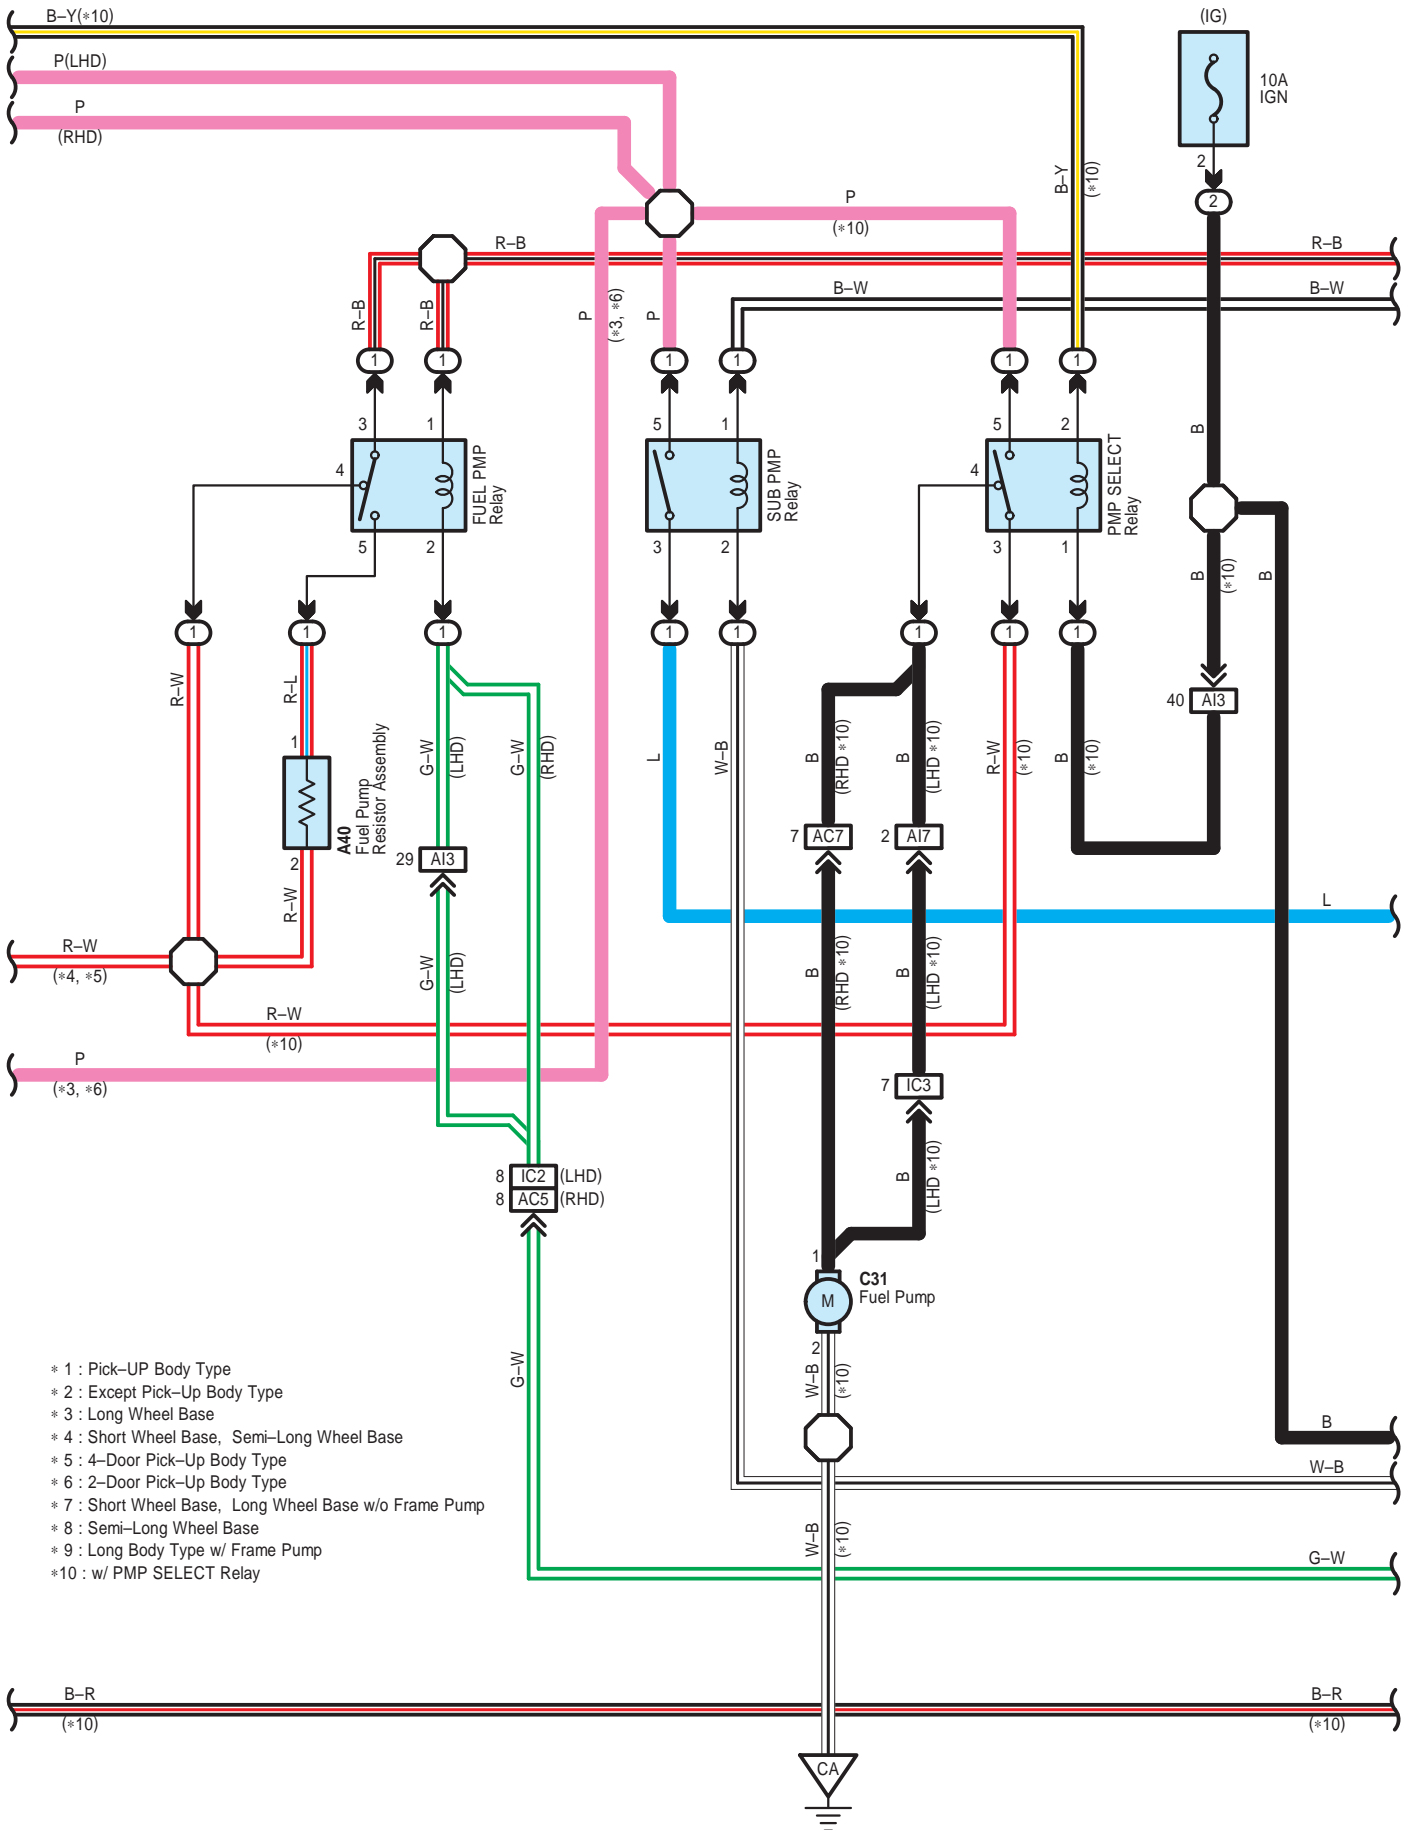 B–Y(∗10)
(IG)
P(LHD)
10A
IGN
P
(RHD)
2
2
B–Y
(∗10)
P
(∗10)
R–B
R–B
B–W
B–W
R–B
R–B
P
(∗3, ∗6)
P
1
1
1
1
1
1
3
1
5
1
5
2
B
4
FUEL PMP
Relay
SUB PMP
Relay
4
PMP SELECT
Relay
5
2
3
2
3
1
B
(∗10)
B
1
1
1
1
1
1
1
1
R–W
R–L
40
AI3
G–W
(LHD)
G–W
(RHD)
L
W–B
B
(RHD ∗10)
B
(LHD ∗10)
R–W
(∗10)
B
(∗10)
1
A40
Fuel Pump
Resistor Assembly
2
29
AI3
7
AC7
2
AI7
R–W
L
R–W
(∗4, ∗5)
G–W
(LHD)
B
(RHD ∗10)
B
(LHD ∗10)
R–W
(∗10)
P
(∗3, ∗6)
7
IC3
B
(LHD ∗10)
8
IC2
(LHD)
8
AC5
(RHD)
1
C31
Fuel Pump
M
2
G–W
W–B
(∗10)
∗ 1 : Pick–UP Body Type
∗ 2 : Except Pick–Up Body Type
∗ 3 : Long Wheel Base
∗ 4 : Short Wheel Base, Semi–Long Wheel Base
∗ 5 : 4–Door Pick–Up Body Type
∗ 6 : 2–Door Pick–Up Body Type
∗ 7 : Short Wheel Base, Long Wheel Base w/o Frame Pump
∗ 8 : Semi–Long Wheel Base
∗ 9 : Long Body Type w/ Frame Pump
∗10 : w/ PMP SELECT Relay
B
W–B
W–B
(∗10)
G–W
B–R
(∗10)
B–R
(∗10)
CA